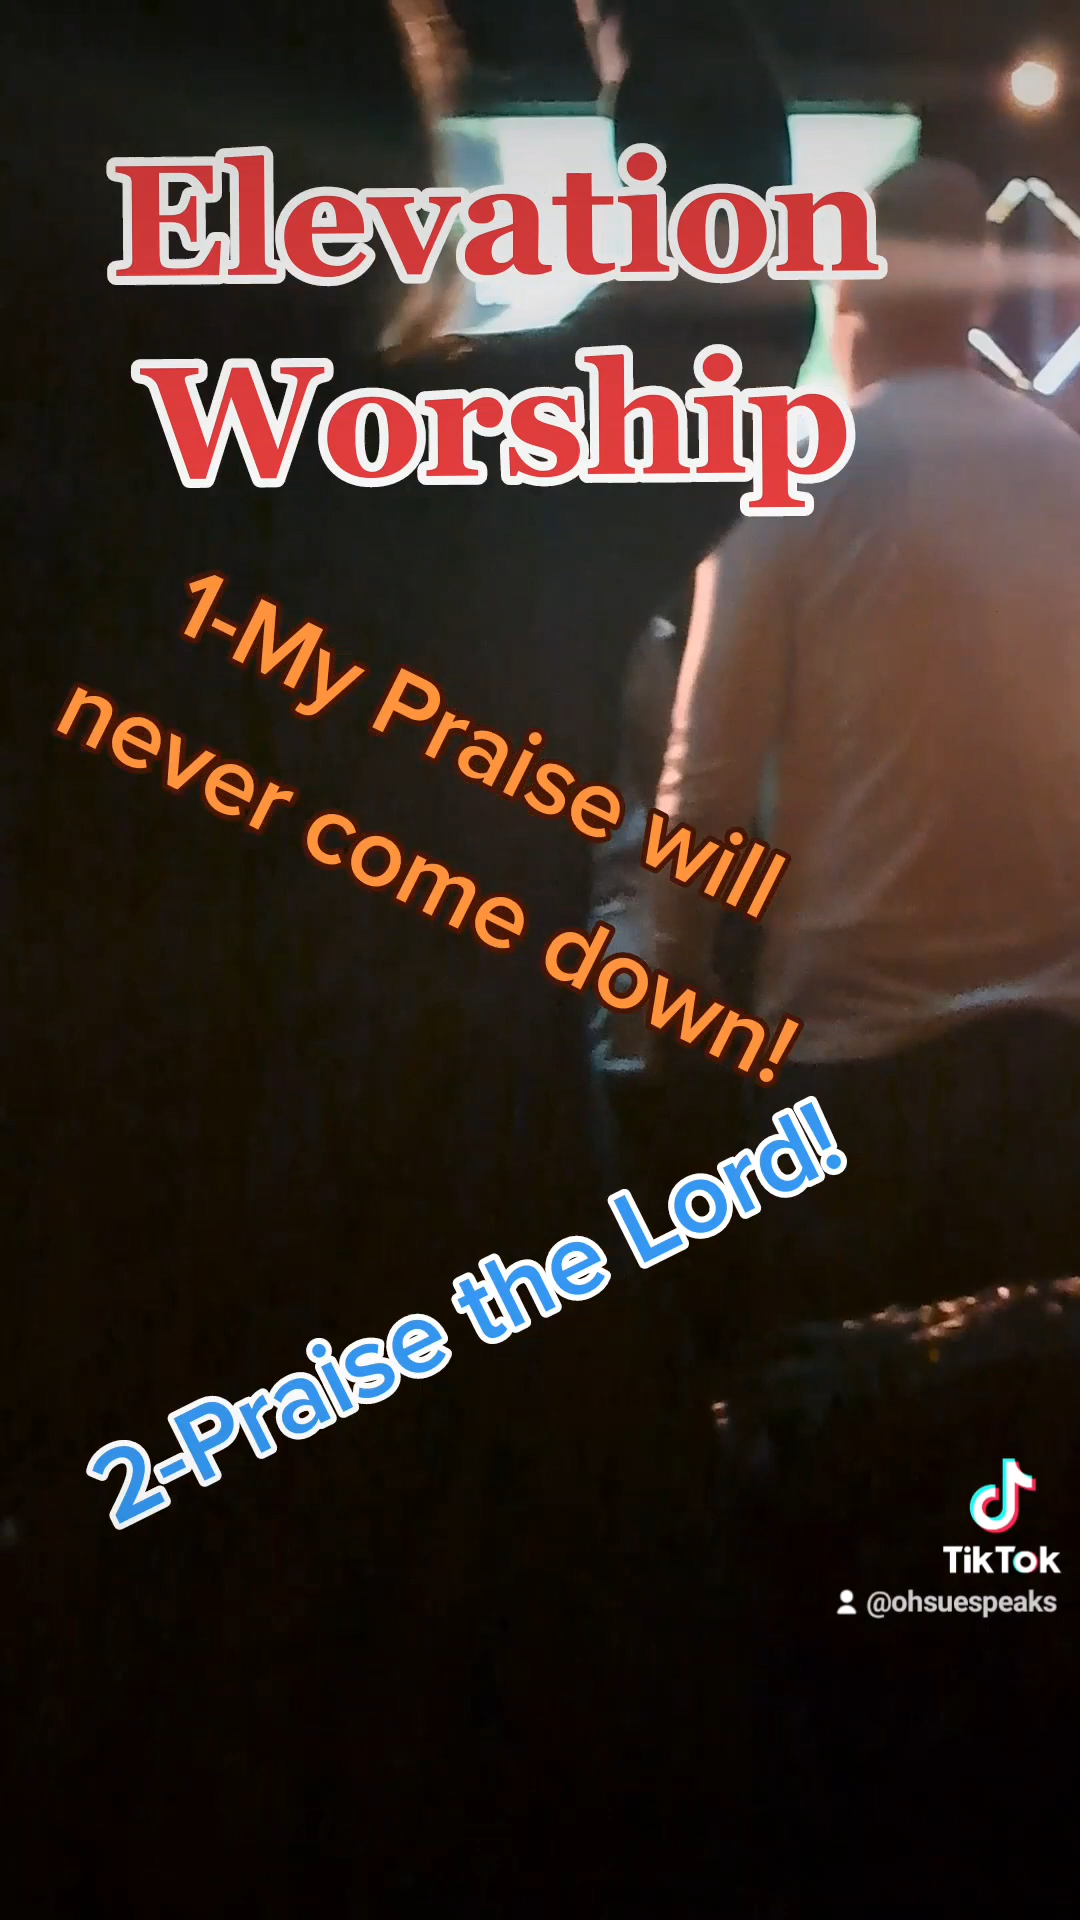 Elevation
Worship
1-My Praise will
never come down!
2-Praise the Lord!
TikTok
@ohsuespeaks